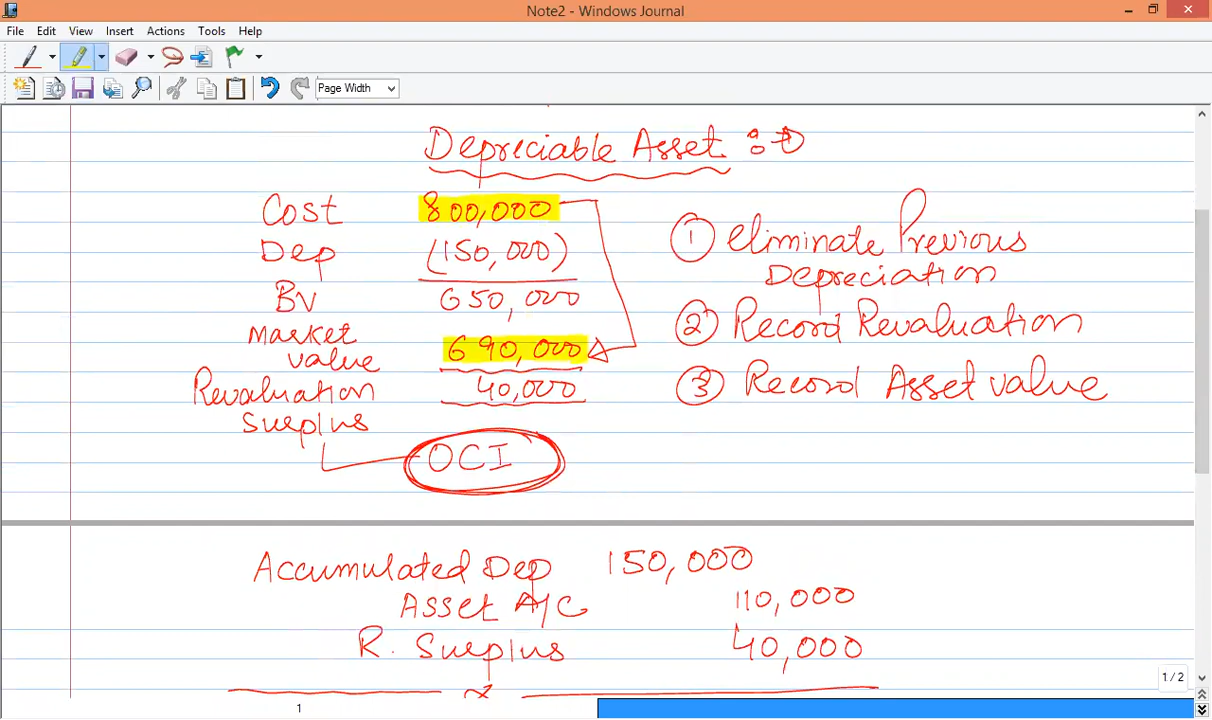 Note2 - Windows Journal
File Edit View Insert Actions Tools Help
Page Width
Depreciable Asset :
Cost 800,000
Dep (150,000)
BV 650,000
Market value 690,000
Revaluation Surplus 40,000
OCI
① Eliminate Previous
Depreciation
② Record Revaluation
③ Record Asset value
Accumulated Dep 150,000
Asset A/C 110,000
R. Surplus 40,000
1 / 2
1